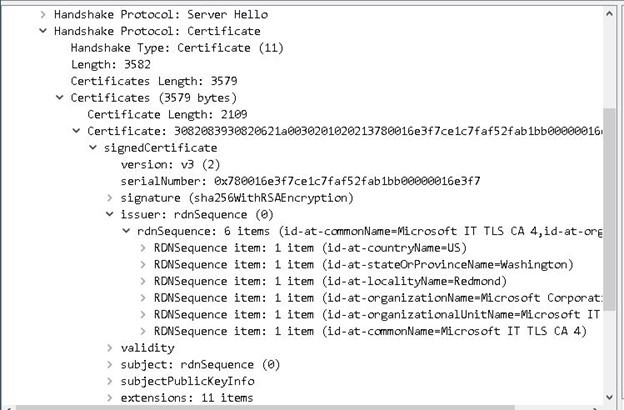 Handshake Protocol: Server Hello
Handshake Protocol: Certificate
Handshake Type: Certificate (11)
Length: 3582
Certificates Length: 3579
Certificates (3579 bytes)
Certificate Length: 2109
Certificate: 3082083930820621a0030201020213780016e3f7ce1c7faf52fab1bb00000016e
signedCertificate
version: v3 (2)
serialNumber: 0x780016e3f7ce1c7faf52fab1bb00000016e3f7
signature (sha256WithRSAEncryption)
issuer: rdnSequence (0)
rdnSequence: 6 items (id-at-commonName=Microsoft IT TLS CA 4,id-at-org
RDNSequence item: 1 item (id-at-countryName=US)
RDNSequence item: 1 item (id-at-stateOrProvinceName=Washington)
RDNSequence item: 1 item (id-at-localityName=Redmond)
RDNSequence item: 1 item (id-at-organizationName=Microsoft Corporati
RDNSequence item: 1 item (id-at-organizationalUnitName=Microsoft IT
RDNSequence item: 1 item (id-at-commonName=Microsoft IT TLS CA 4)
validity
subject: rdnSequence (0)
subjectPublicKeyInfo
extensions: 11 items